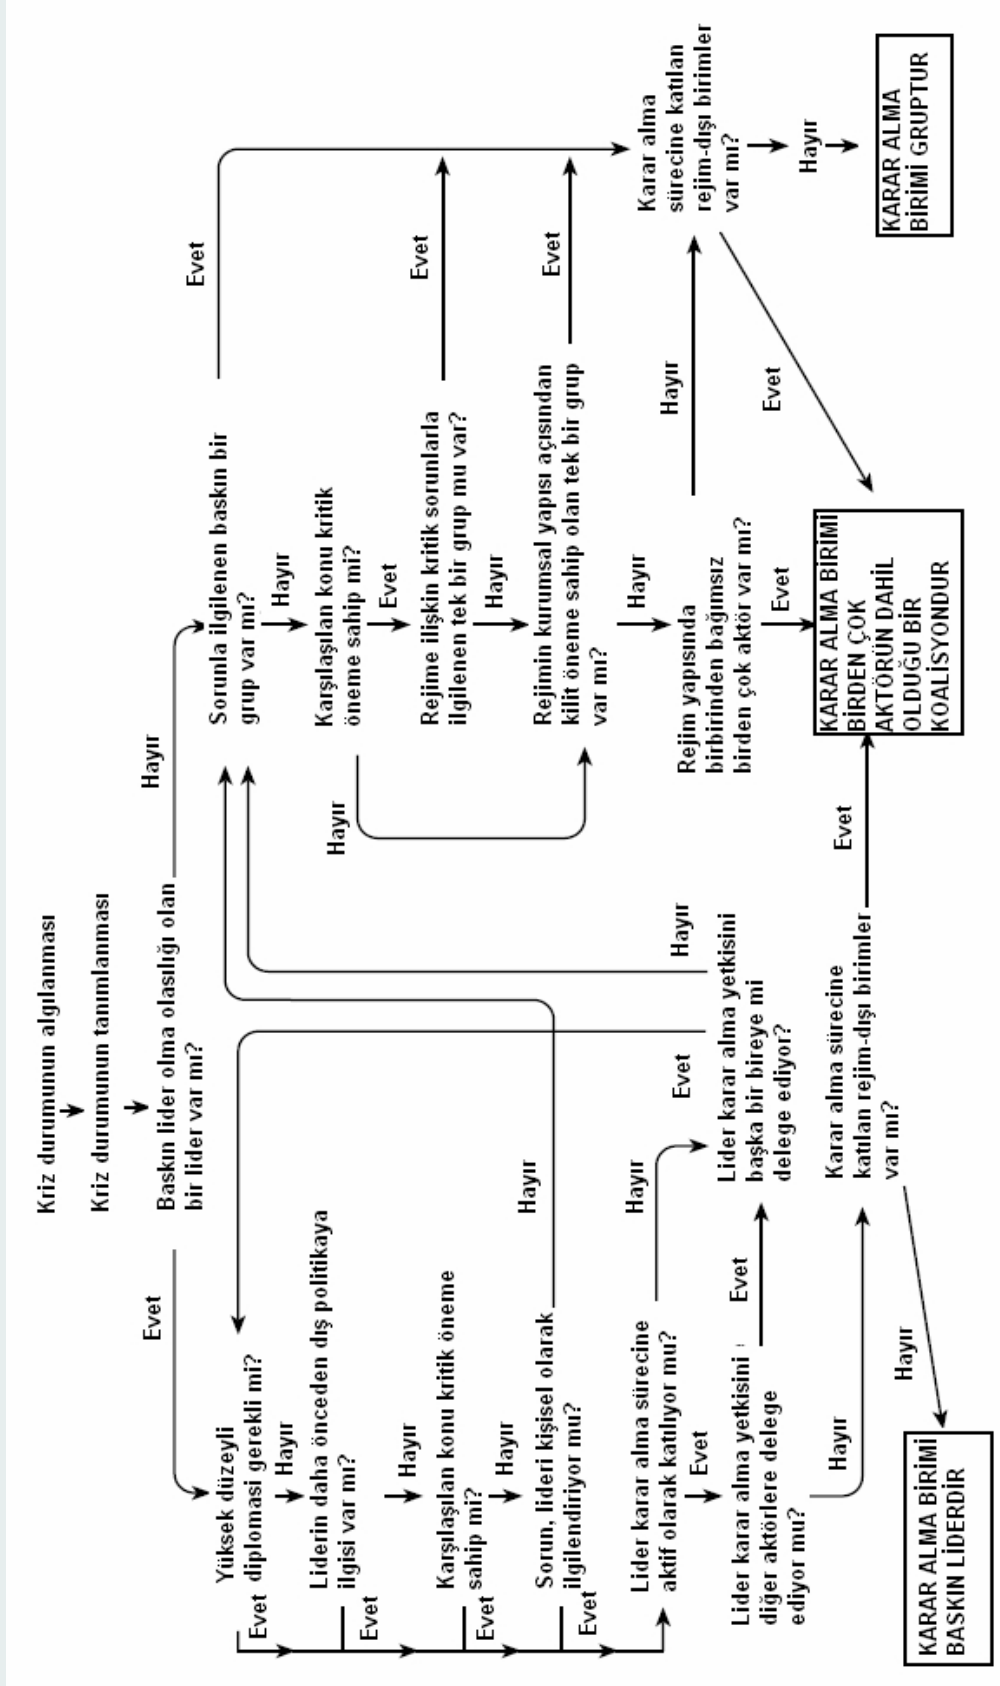 Kriz durumunun algılanması
Kriz durumunun tanımlanması
Baskın lider olma olasılığı olan
bir lider var mı?
Evet
Hayır
Yüksek düzeyli
diplomasi gerekli mi?
Evet
Hayır
Liderin daha önceden dış politikaya
ilgisi var mı?
Evet
Hayır
Karşılaşılan konu kritik öneme
sahip mi?
Evet
Hayır
Sorun, lideri kişisel olarak
ilgilendiriyor mu?
Evet
Hayır
Lider karar alma sürecine
aktif olarak katılıyor mu?
Evet
Hayır
Lider karar alma yetkisini
diğer aktörlere delege
ediyor mu?
Evet
Hayır
Lider karar alma yetkisini
başka bir bireye mi
delege ediyor?
Evet
Hayır
Karar alma sürecine
katılan rejim-dışı birimler
var mı?
Evet
Hayır
KARAR ALMA BİRİMİ
BASKIN LİDERDİR
Sorunla ilgilenen baskın bir
grup var mı?
Evet
Hayır
Karşılaşılan konu kritik
öneme sahip mi?
Evet
Hayır
Rejime ilişkin kritik sorunlarla
ilgilenen tek bir grup mu var?
Evet
Hayır
Rejimin kurumsal yapısı açısından
kilit öneme sahip olan tek bir grup
var mı?
Evet
Hayır
Rejim yapısında
birbirinden bağımsız
birden çok aktör var mı?
Evet
Hayır
KARAR ALMA BİRİMİ
BİRDEN ÇOK
AKTÖRÜN DAHİL
OLDUĞU BİR
KOALİSYONDUR
Karar alma
sürecine katılan
rejim-dışı birimler
var mı?
Evet
Hayır
KARAR ALMA
BİRİMİ GRUPTUR